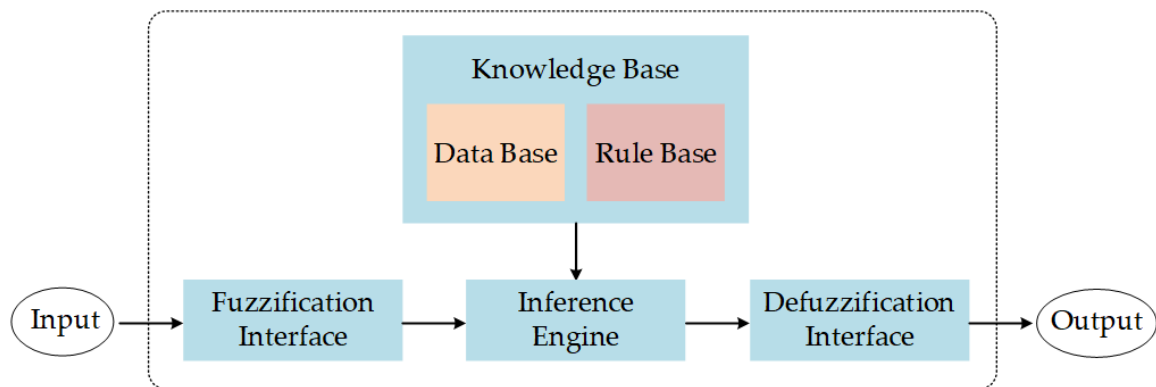 Knowledge Base
Data Base
Rule Base
Input
Fuzzification
Interface
Inference
Engine
Defuzzification
Interface
Output